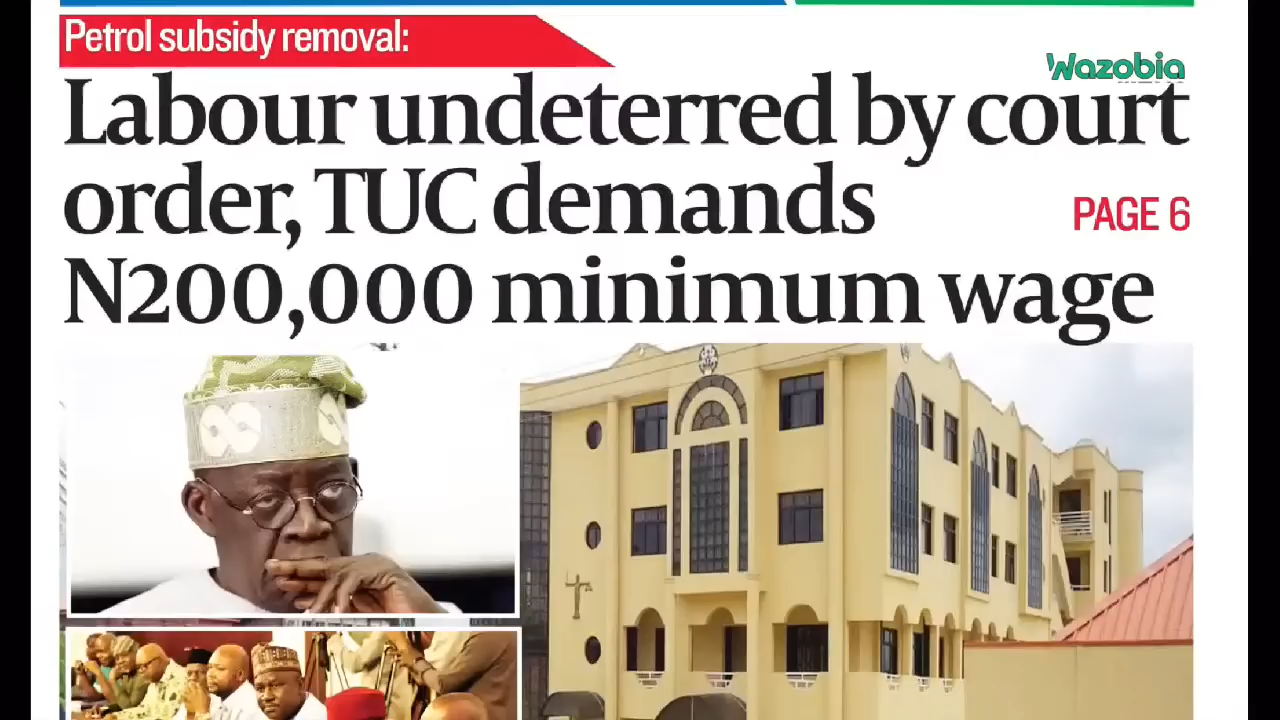 Petrol subsidy removal:
Wazobia
Labour undeterred by court
order, TUC demands
PAGE 6
N200,000 minimum wage